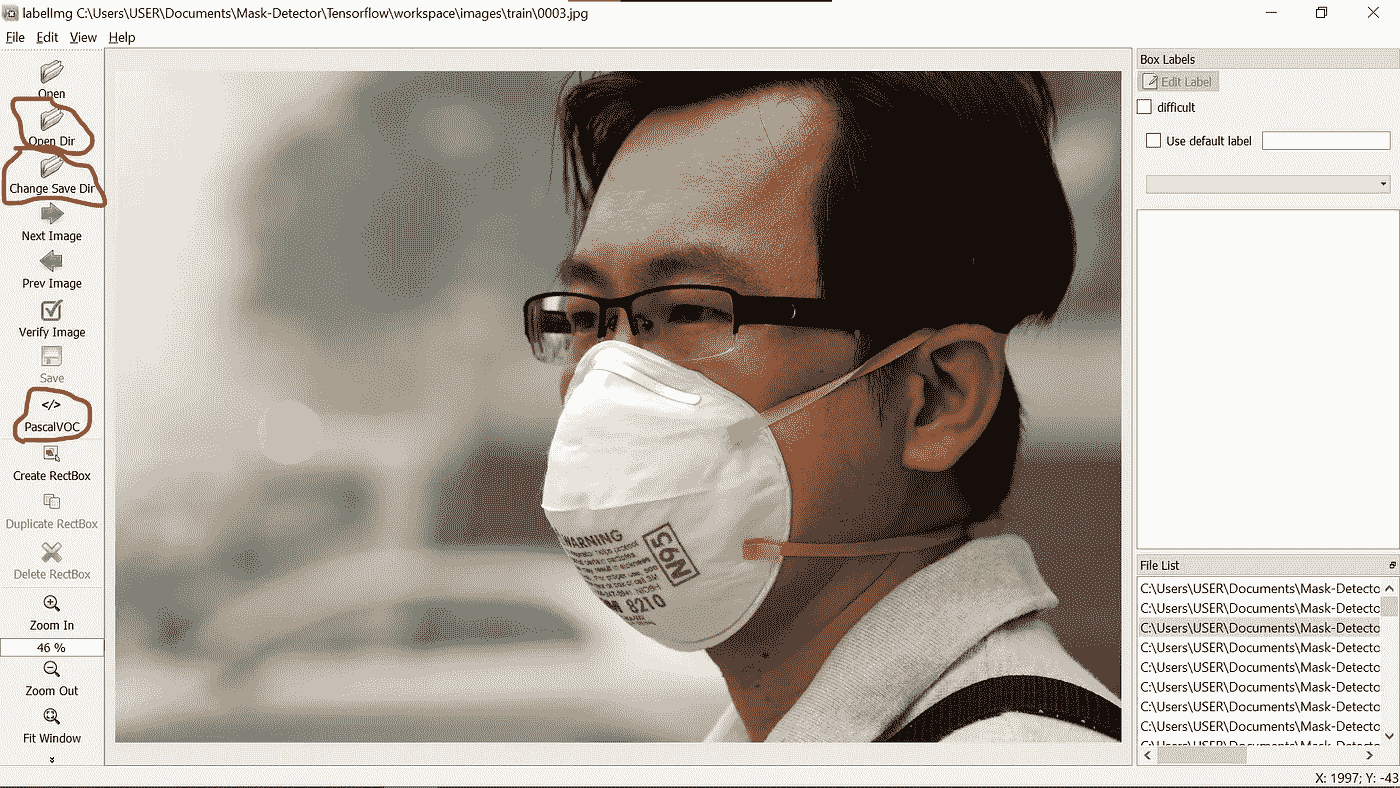 labelImg C:\Users\USER\Documents\Mask-Detector\Tensorflow\workspace\images\train\0003.jpg
File Edit View Help
Open
Open Dir
Change Save Dir
Next Image
Prev Image
Verify Image
Save
</>
PascalVOC
Create RectBox
Duplicate RectBox
Delete RectBox
Zoom In
46 %
Zoom Out
Fit Window
WARNING
N95
8210
Box Labels
Edit Label
difficult
Use default label
File List
C:\Users\USER\Documents\Mask-Detecto
C:\Users\USER\Documents\Mask-Detecto
C:\Users\USER\Documents\Mask-Detecto
C:\Users\USER\Documents\Mask-Detecto
C:\Users\USER\Documents\Mask-Detecto
C:\Users\USER\Documents\Mask-Detecto
C:\Users\USER\Documents\Mask-Detecto
C:\Users\USER\Documents\Mask-Detecto
X: 1997; Y: -43